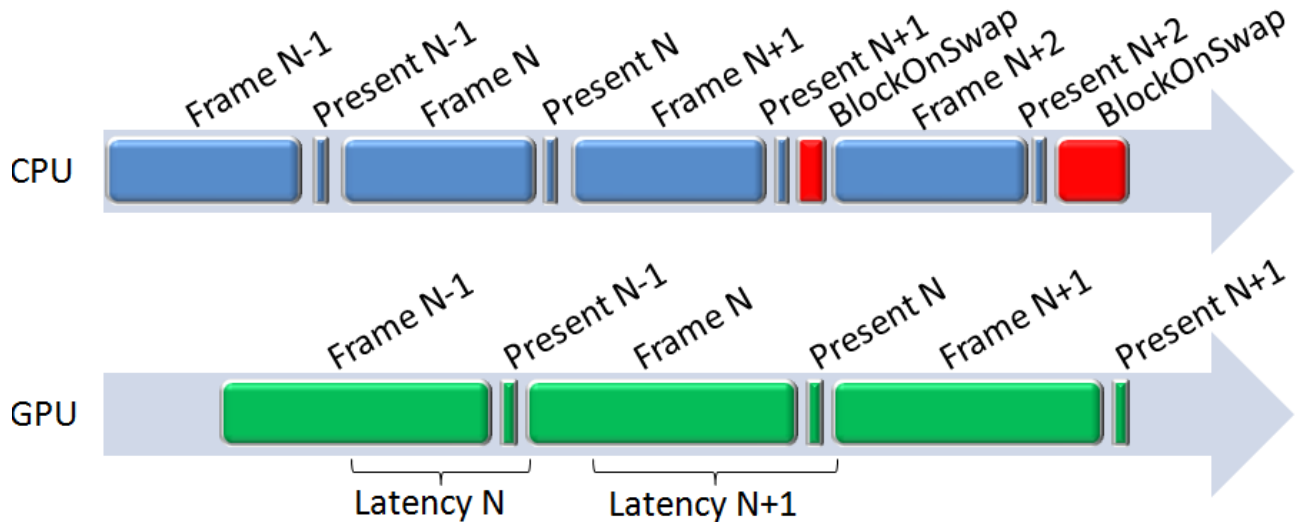 Frame N-1
Present N-1
Frame N
Present N
Frame N+1
Present N+1
BlockOnSwap
Frame N+2
Present N+2
BlockOnSwap
CPU
Frame N-1
Present N-1
Frame N
Present N
Frame N+1
Present N+1
GPU
Latency N
Latency N+1